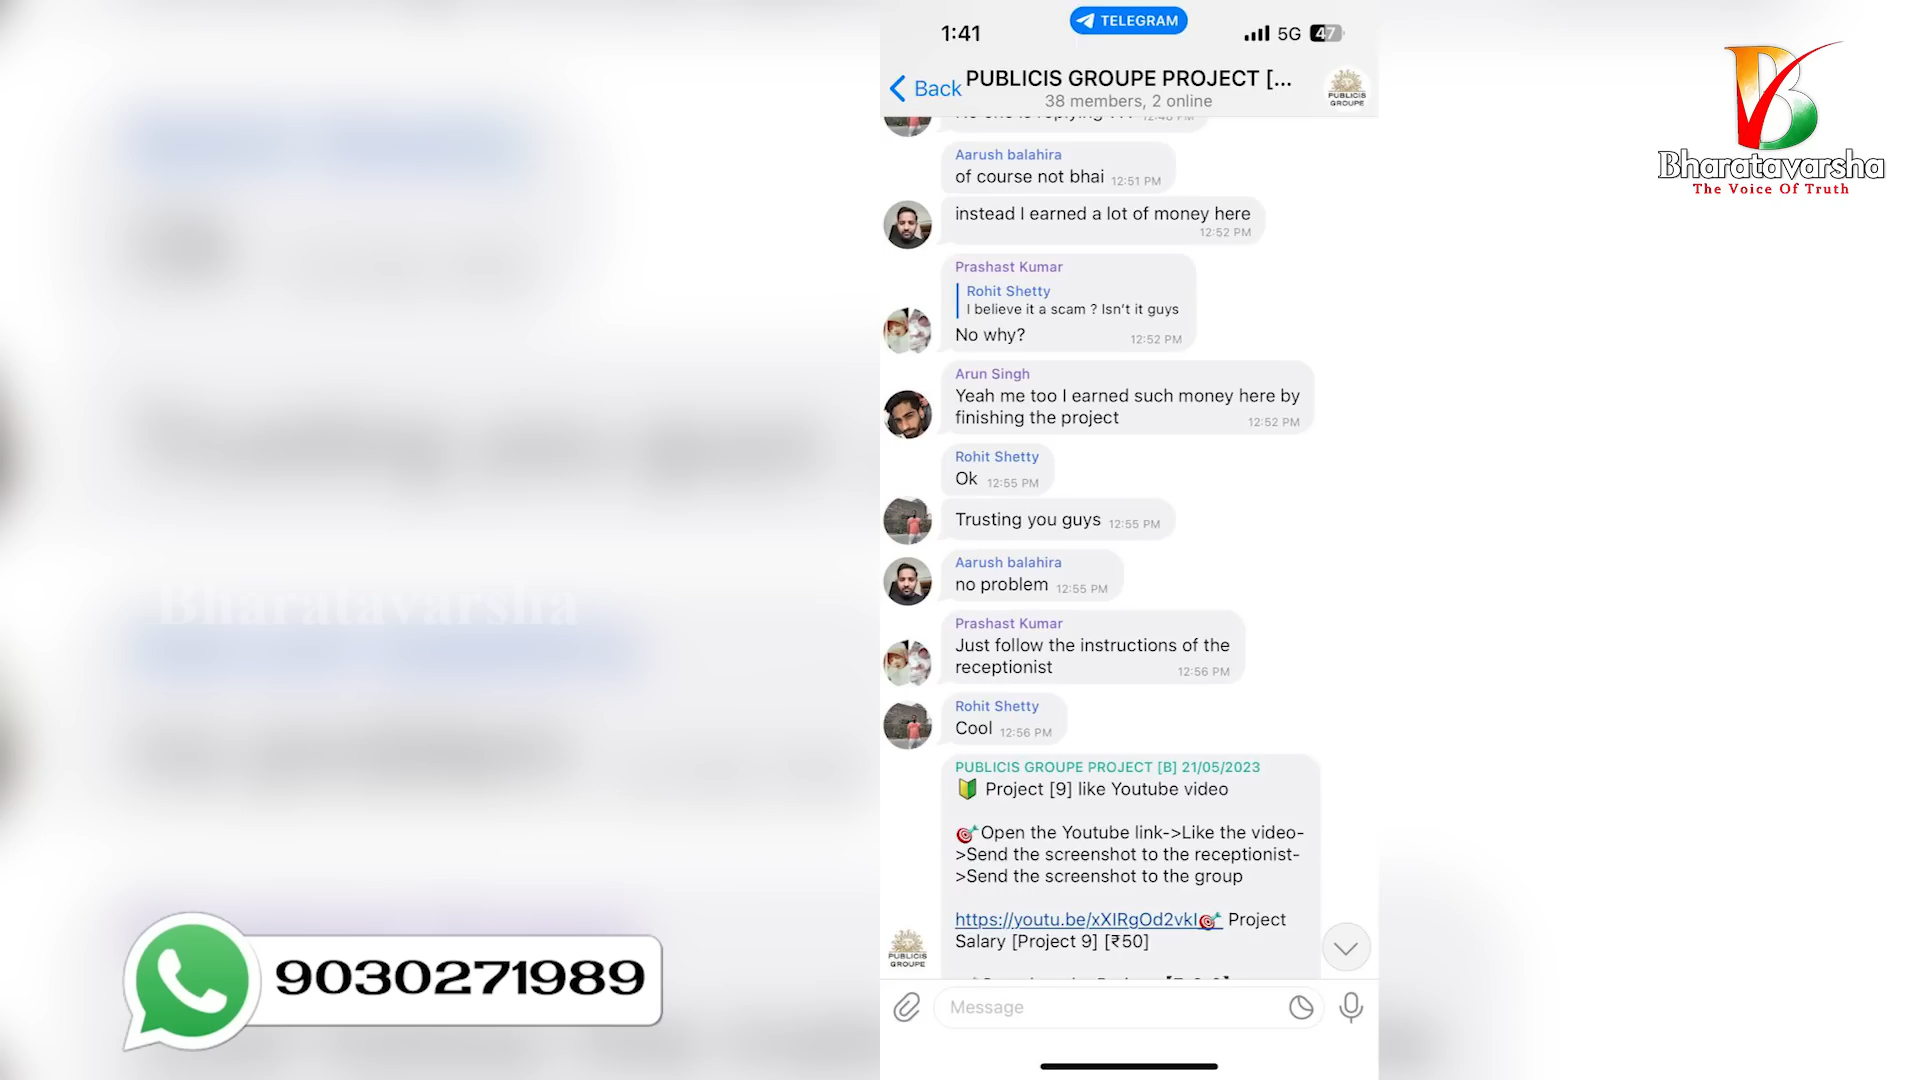 1:41
TELEGRAM
5G
47
Back
PUBLICIS GROUPE PROJECT [...
38 members, 2 online
PUBLICIS
GROUPE
Aarush balahira
of course not bhai 12:51 PM
instead I earned a lot of money here
12:52 PM
Prashast Kumar
Rohit Shetty
I believe it a scam ? Isn't it guys
No why? 12:52 PM
Arun Singh
Yeah me too I earned such money here by
finishing the project 12:52 PM
Rohit Shetty
Ok 12:55 PM
Trusting you guys 12:55 PM
Aarush balahira
no problem 12:55 PM
Prashast Kumar
Just follow the instructions of the
receptionist 12:56 PM
Rohit Shetty
Cool 12:56 PM
PUBLICIS GROUPE PROJECT [B] 21/05/2023
🔰 Project [9] like Youtube video
🎯Open the Youtube link->Like the video-
>Send the screenshot to the receptionist-
>Send the screenshot to the group
https://youtu.be/xXIRgOd2vkI🎯 Project
Salary [Project 9] [₹50]
PUBLICIS
GROUPE
Message
Bharatavarsha
The Voice Of Truth
Bharatavarsha
9030271989